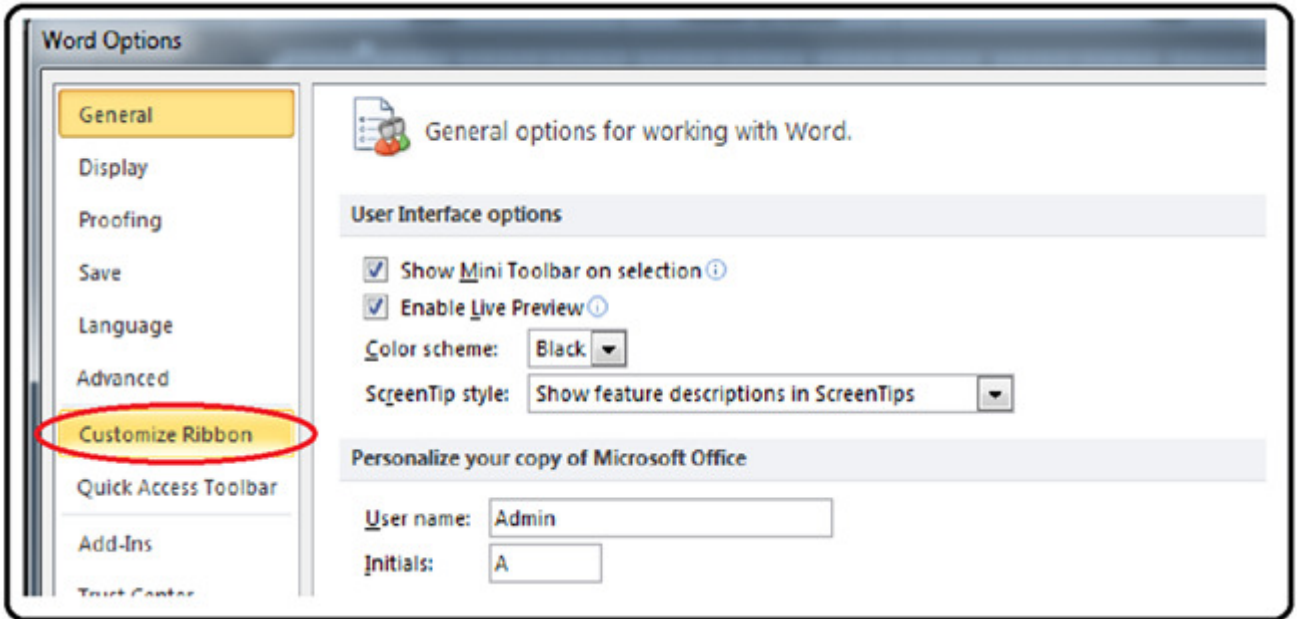 Word Options
General
Display
Proofing
Save
Language
Advanced
Customize Ribbon
Quick Access Toolbar
Add-Ins
Trust Center
General options for working with Word.
User Interface options
Show Mini Toolbar on selection
Enable Live Preview
Color scheme: Black
ScreenTip style: Show feature descriptions in ScreenTips
Personalize your copy of Microsoft Office
User name: Admin
Initials: A